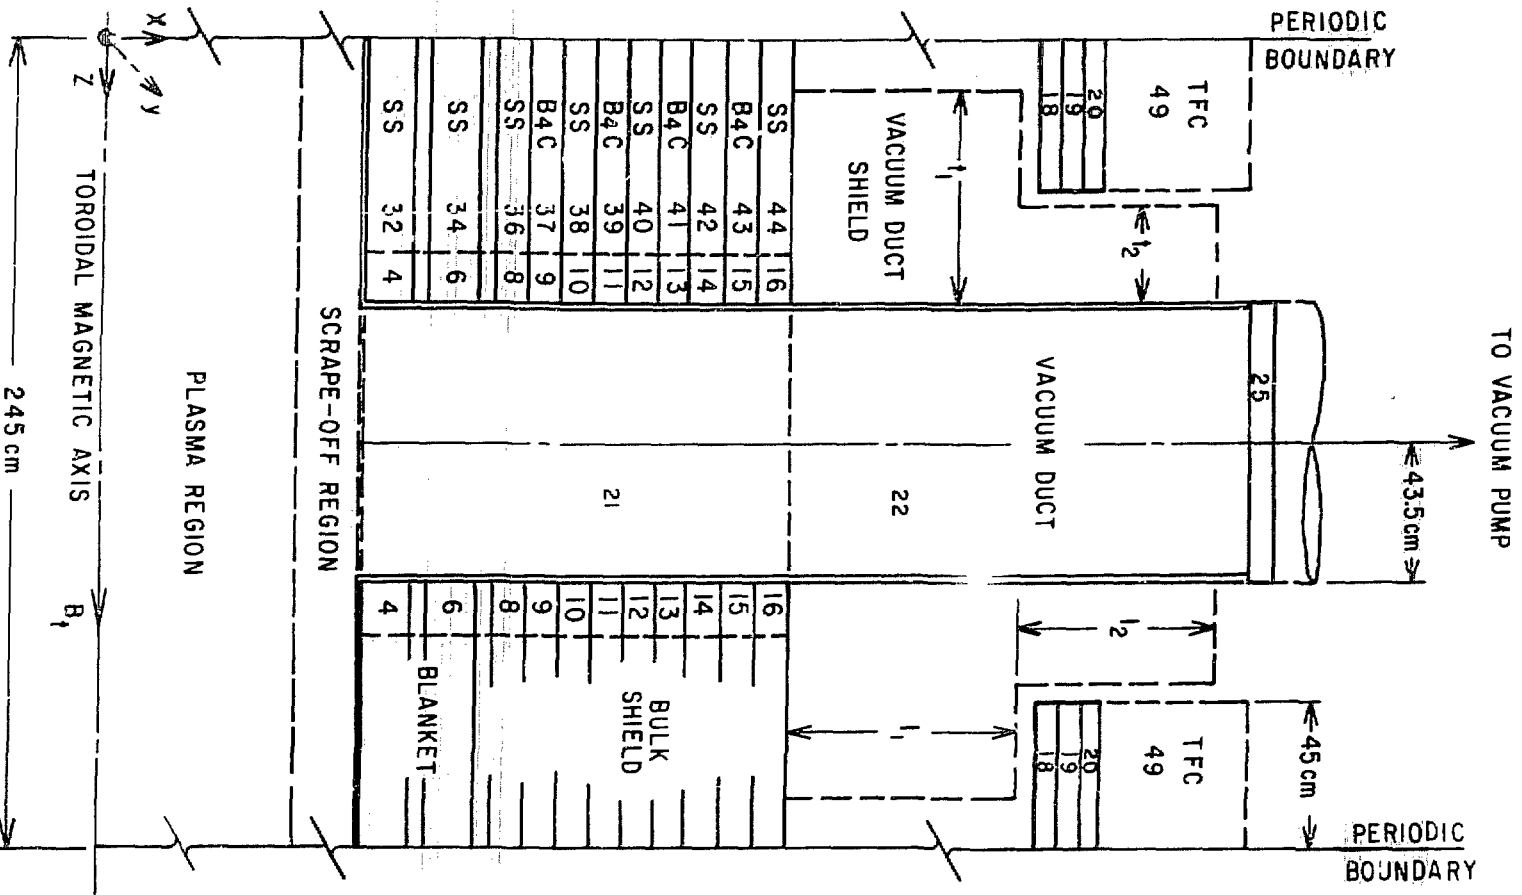 PERIODIC
BOUNDARY
X
y
Z
TOROIDAL MAGNETIC AXIS
Bt
245 cm
PLASMA REGION
SCRAPE-OFF REGION
SS 32 4
SS 34 6
SS 36 8
B4C 37 9
SS 38 10
B4C 39 11
SS 40 12
B4C 41 13
SS 42 14
B4C 43 15
SS 44 16
VACUUM DUCT
SHIELD
t1
t2
18
19
20
TFC
49
21
22
VACUUM DUCT
25
TO VACUUM PUMP
43.5cm
4
6
8
9
10
11
12
13
14
15
16
BLANKET
BULK
SHIELD
l1
l2
18
19
20
TFC
49
45cm
PERIODIC
BOUNDARY